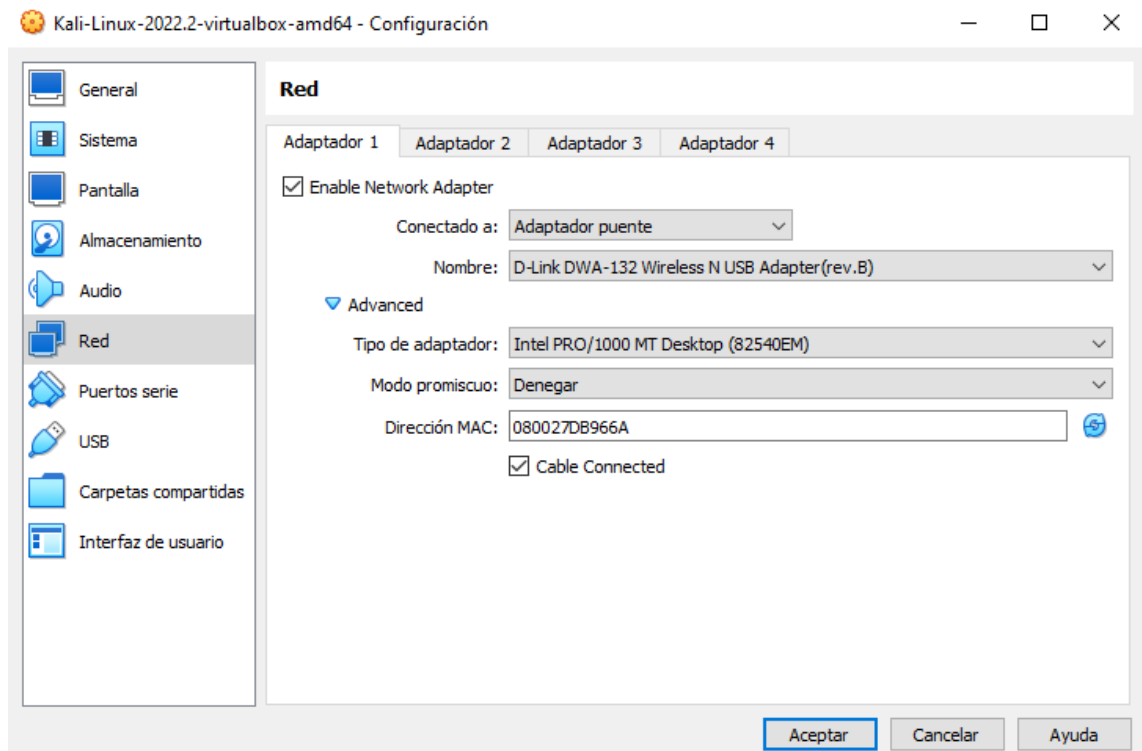 Kali-Linux-2022.2-virtualbox-amd64 - Configuración
General
Sistema
Pantalla
Almacenamiento
Audio
Red
Puertos serie
USB
Carpetas compartidas
Interfaz de usuario
Red
Adaptador 1 Adaptador 2 Adaptador 3 Adaptador 4
Enable Network Adapter
Conectado a: Adaptador puente
Nombre: D-Link DWA-132 Wireless N USB Adapter(rev.B)
Advanced
Tipo de adaptador: Intel PRO/1000 MT Desktop (82540EM)
Modo promiscuo: Denegar
Dirección MAC: 080027DB966A
Cable Connected
Aceptar Cancelar Ayuda